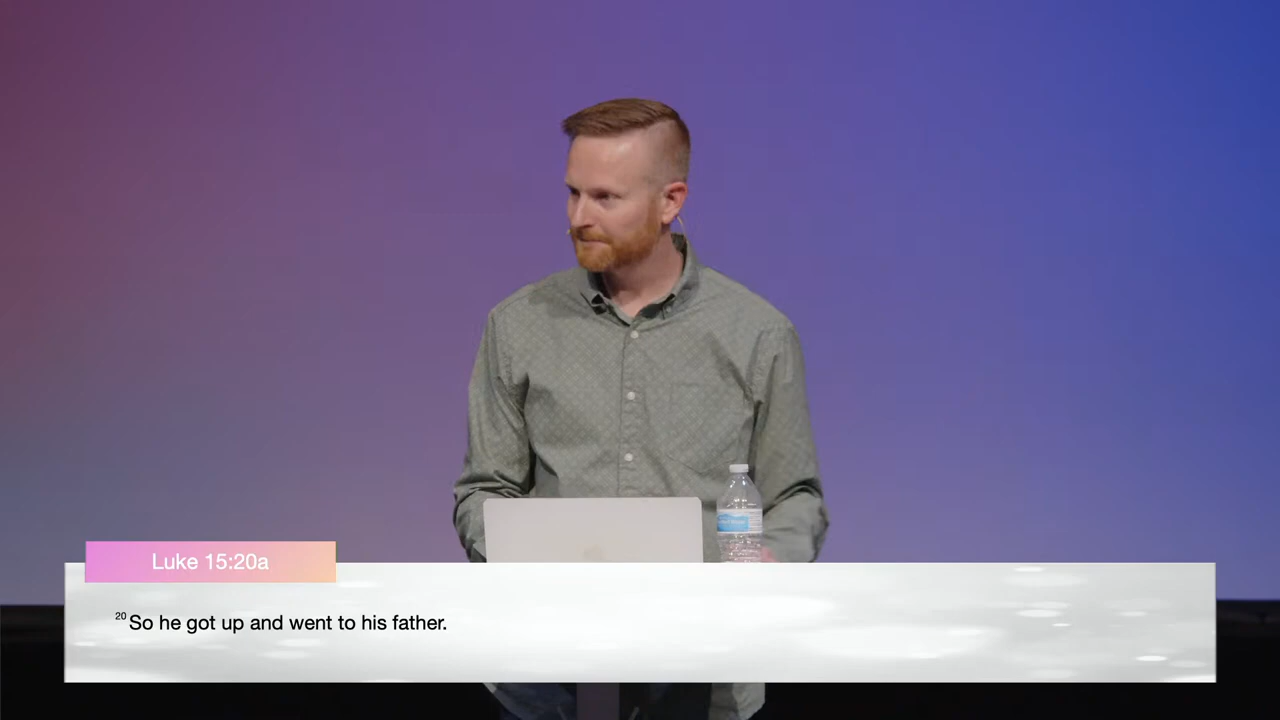 Luke 15:20a
20 So he got up and went to his father.